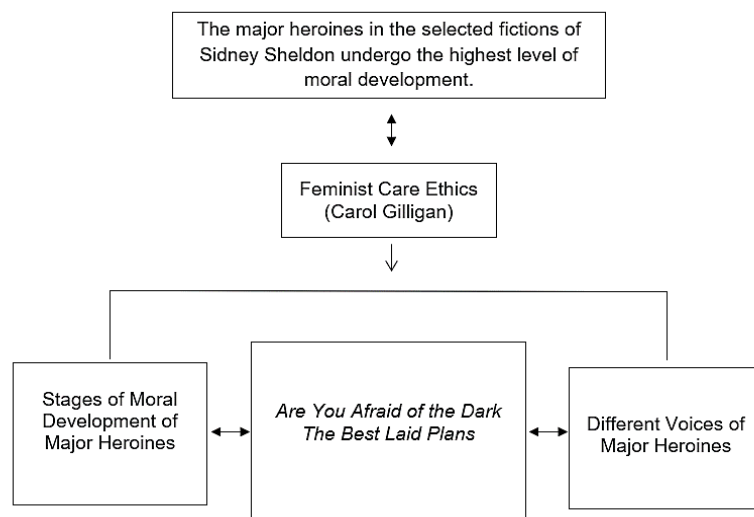 The major heroines in the selected fictions of
Sidney Sheldon undergo the highest level of
moral development.
Feminist Care Ethics
(Carol Gilligan)
Stages of Moral
Development of
Major Heroines
Are You Afraid of the Dark
The Best Laid Plans
Different Voices of
Major Heroines